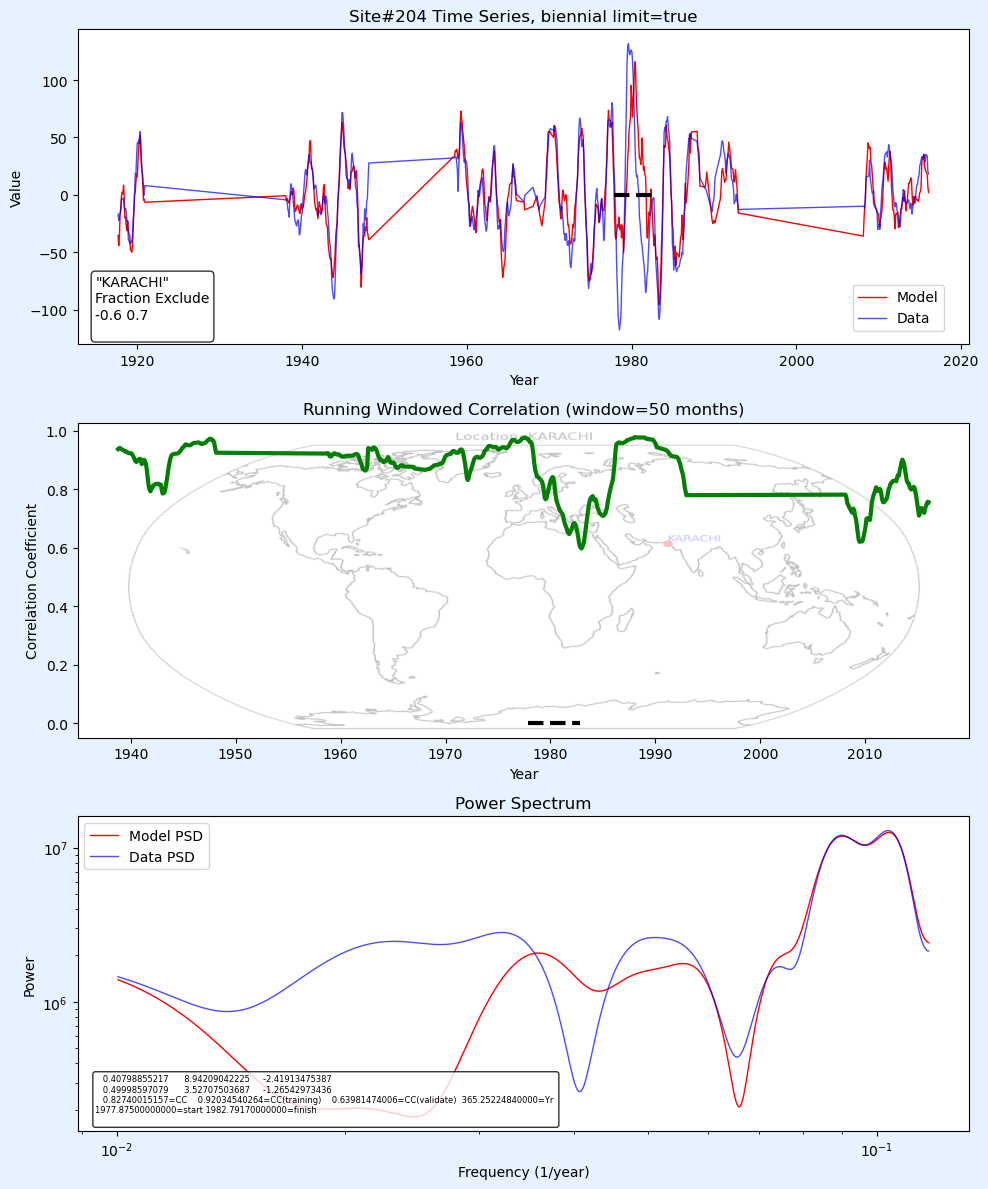 Site#204 Time Series, biennial limit=true
100
50
0
−50
−100
Value
"KARACHI"
Fraction Exclude
-0.6 0.7
Model
Data
1920
1940
1960
1980
2000
2020
Year
Running Windowed Correlation (window=50 months)
Location: KARACHI
KARACHI
1.0
0.8
0.6
0.4
0.2
0.0
Correlation Coefficient
1940
1950
1960
1970
1980
1990
2000
2010
Year
Power Spectrum
Model PSD
Data PSD
10^7
10^6
Power
0.40798855217 8.94209042225 -2.41913475387
0.49998597079 3.52707503687 -1.26542973436
0.82740015157=CC 0.92034540264=CC(training) 0.63981474006=CC(validate) 365.25224840000=Yr
1977.87500000000=start 1982.79170000000=finish
10^−2
10^−1
Frequency (1/year)